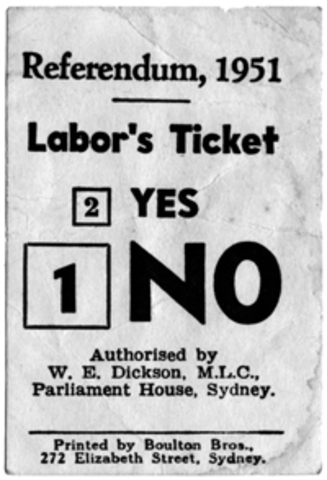 Referendum, 1951
Labor's Ticket
2 YES
1 NO
Authorised by
W. E. Dickson, M.L.C.,
Parliament House, Sydney.
Printed by Boulton Bros.,
272 Elizabeth Street, Sydney.